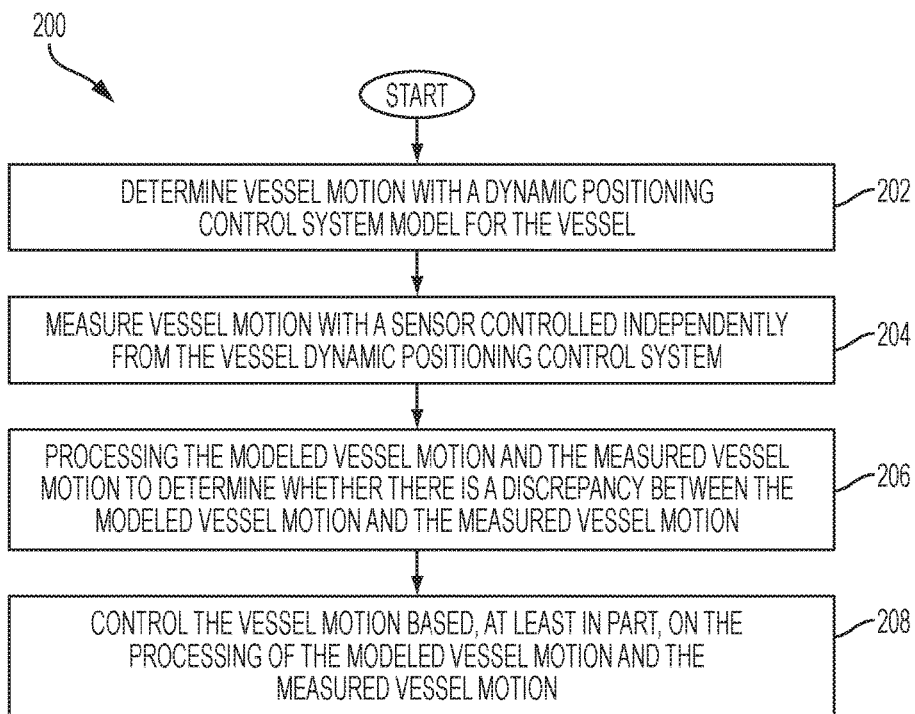 200
START
DETERMINE VESSEL MOTION WITH A DYNAMIC POSITIONING
CONTROL SYSTEM MODEL FOR THE VESSEL
202
MEASURE VESSEL MOTION WITH A SENSOR CONTROLLED INDEPENDENTLY
FROM THE VESSEL DYNAMIC POSITIONING CONTROL SYSTEM
204
PROCESSING THE MODELED VESSEL MOTION AND THE MEASURED VESSEL
MOTION TO DETERMINE WHETHER THERE IS A DISCREPANCY BETWEEN THE
MODELED VESSEL MOTION AND THE MEASURED VESSEL MOTION
206
CONTROL THE VESSEL MOTION BASED, AT LEAST IN PART, ON THE
PROCESSING OF THE MODELED VESSEL MOTION AND THE
MEASURED VESSEL MOTION
208